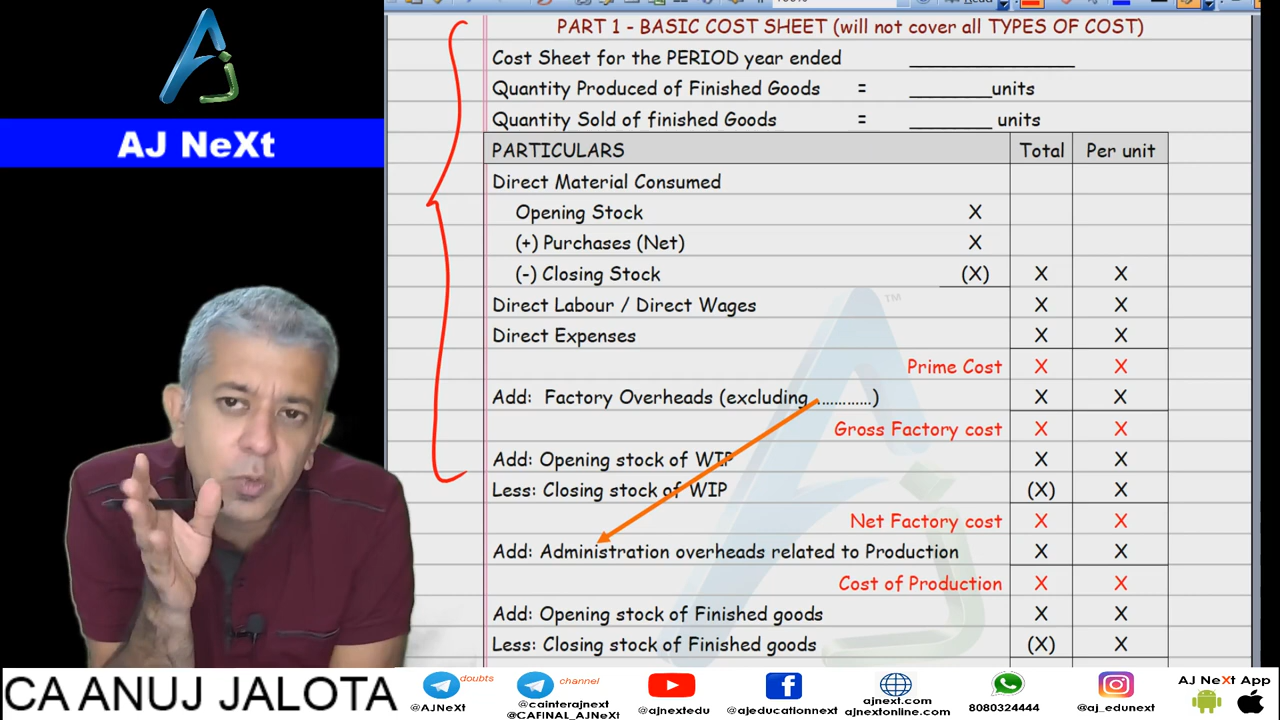 PART 1 - BASIC COST SHEET (will not cover all TYPES OF COST)
Cost Sheet for the PERIOD year ended _______________
Quantity Produced of Finished Goods = ________units
Quantity Sold of finished Goods = ________ units
PARTICULARS Total Per unit
Direct Material Consumed
Opening Stock X
(+) Purchases (Net) X
(-) Closing Stock (X) X X
Direct Labour / Direct Wages X X
Direct Expenses X X
Prime Cost X X
Add: Factory Overheads (excluding ............) X X
Gross Factory cost X X
Add: Opening stock of WIP X X
Less: Closing stock of WIP (X) X
Net Factory cost X X
Add: Administration overheads related to Production X X
Cost of Production X X
Add: Opening stock of Finished goods X X
Less: Closing stock of Finished goods (X) X
TM
AJ NeXt
CA ANUJ JALOTA
doubts
@AJNeXt
channel
@cainterajnext
@CAFINAL_AJNeXt
@ajnextedu
@ajeducationnext
ajnext.com
ajnextonline.com
8080324444
@aj_edunext
AJ NeXt App